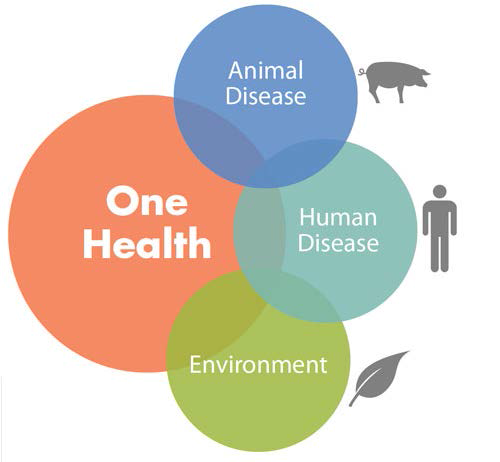 Animal
Disease
One
Health
Human
Disease
Environment